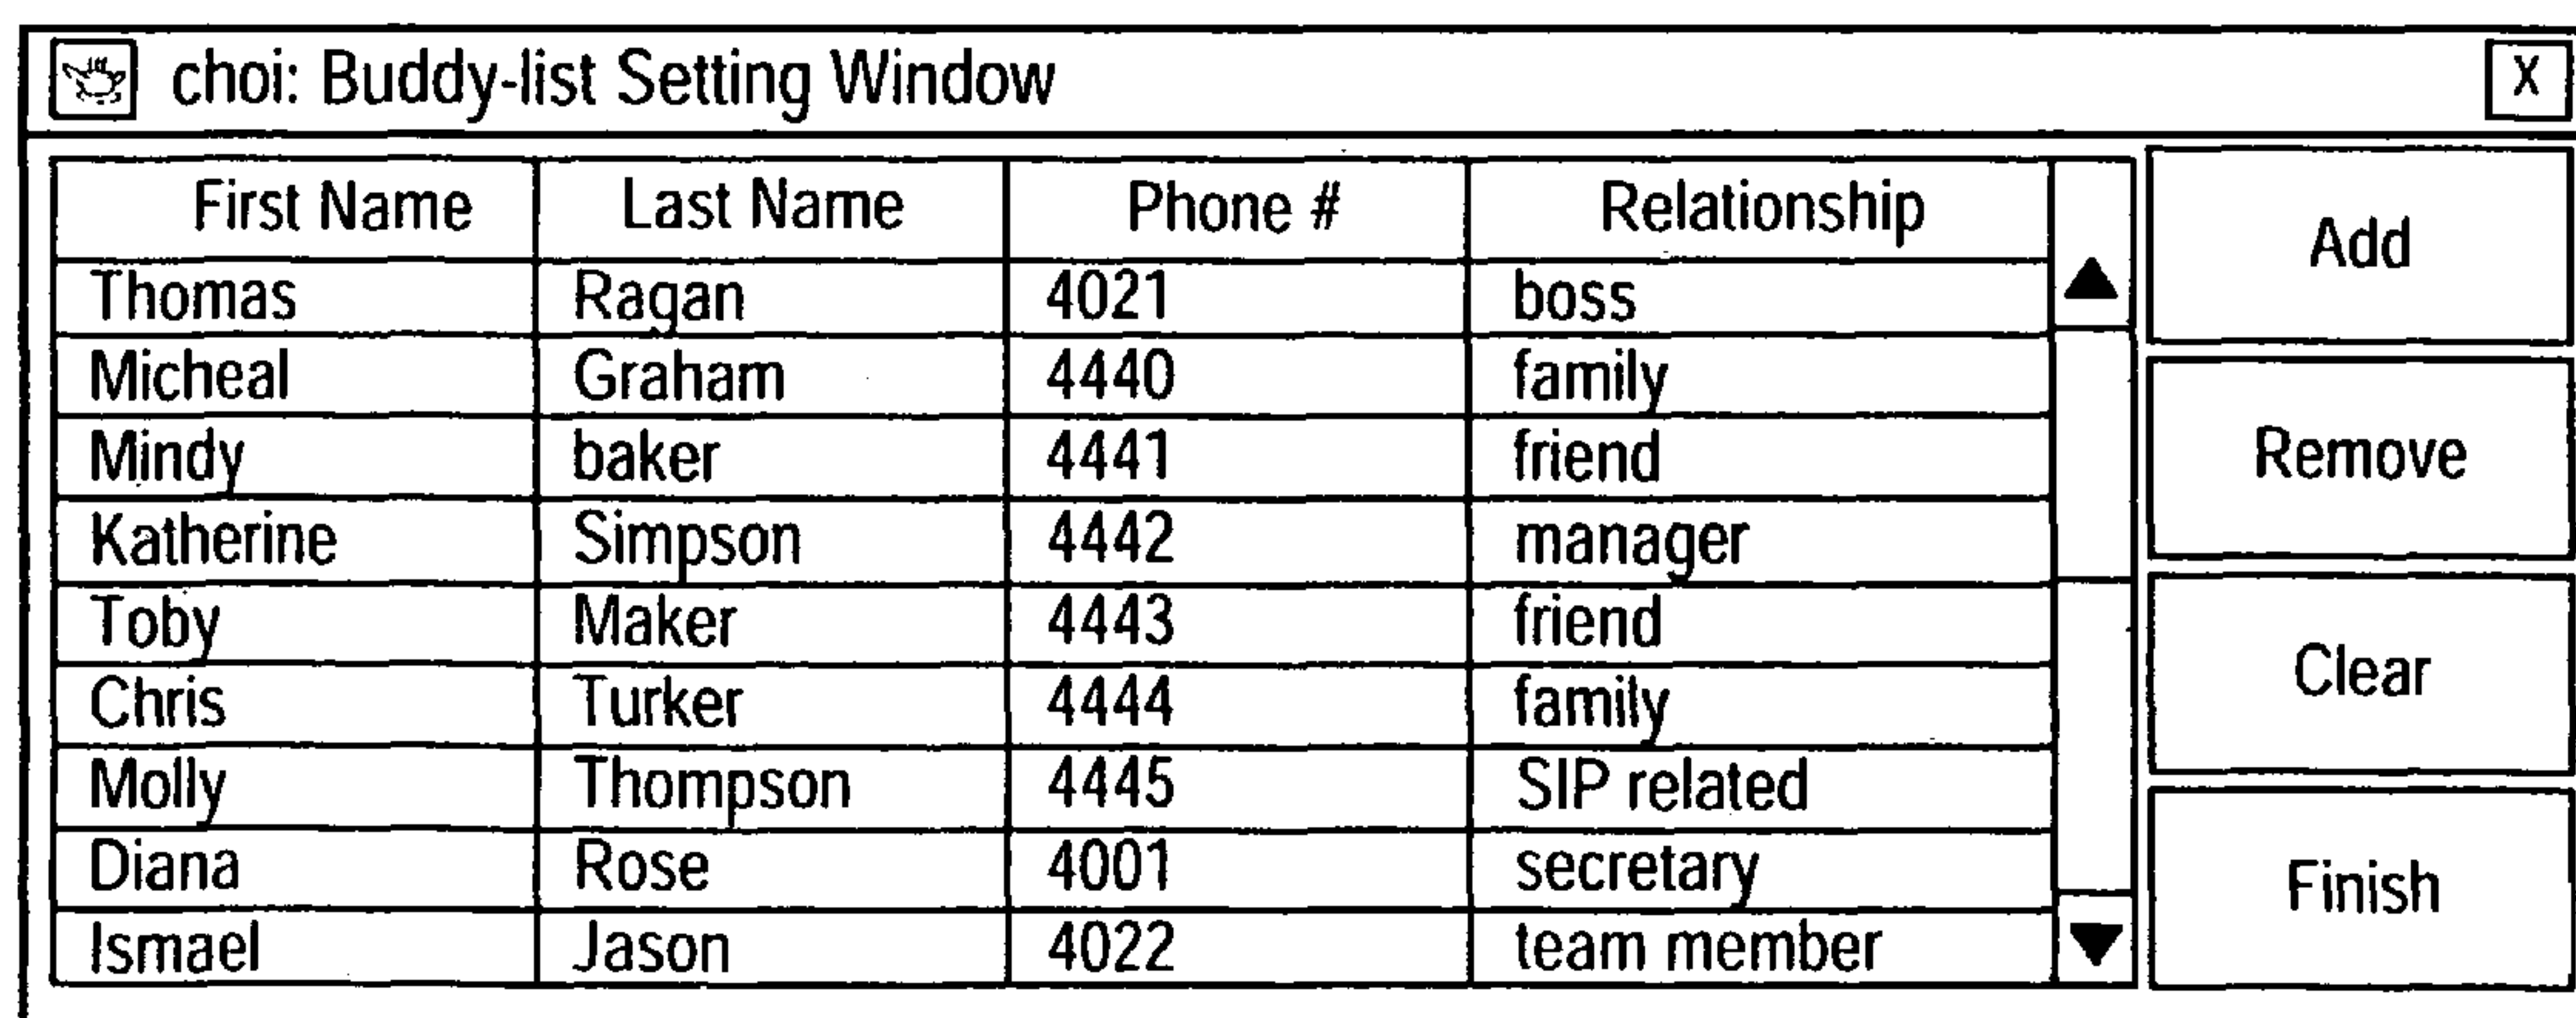 choi: Buddy-list Setting Window X
First Name Last Name Phone # Relationship
Thomas Ragan 4021 boss
Micheal Graham 4440 family
Mindy baker 4441 friend
Katherine Simpson 4442 manager
Toby Maker 4443 friend
Chris Turker 4444 family
Molly Thompson 4445 SIP related
Diana Rose 4001 secretary
Ismael Jason 4022 team member
Add
Remove
Clear
Finish